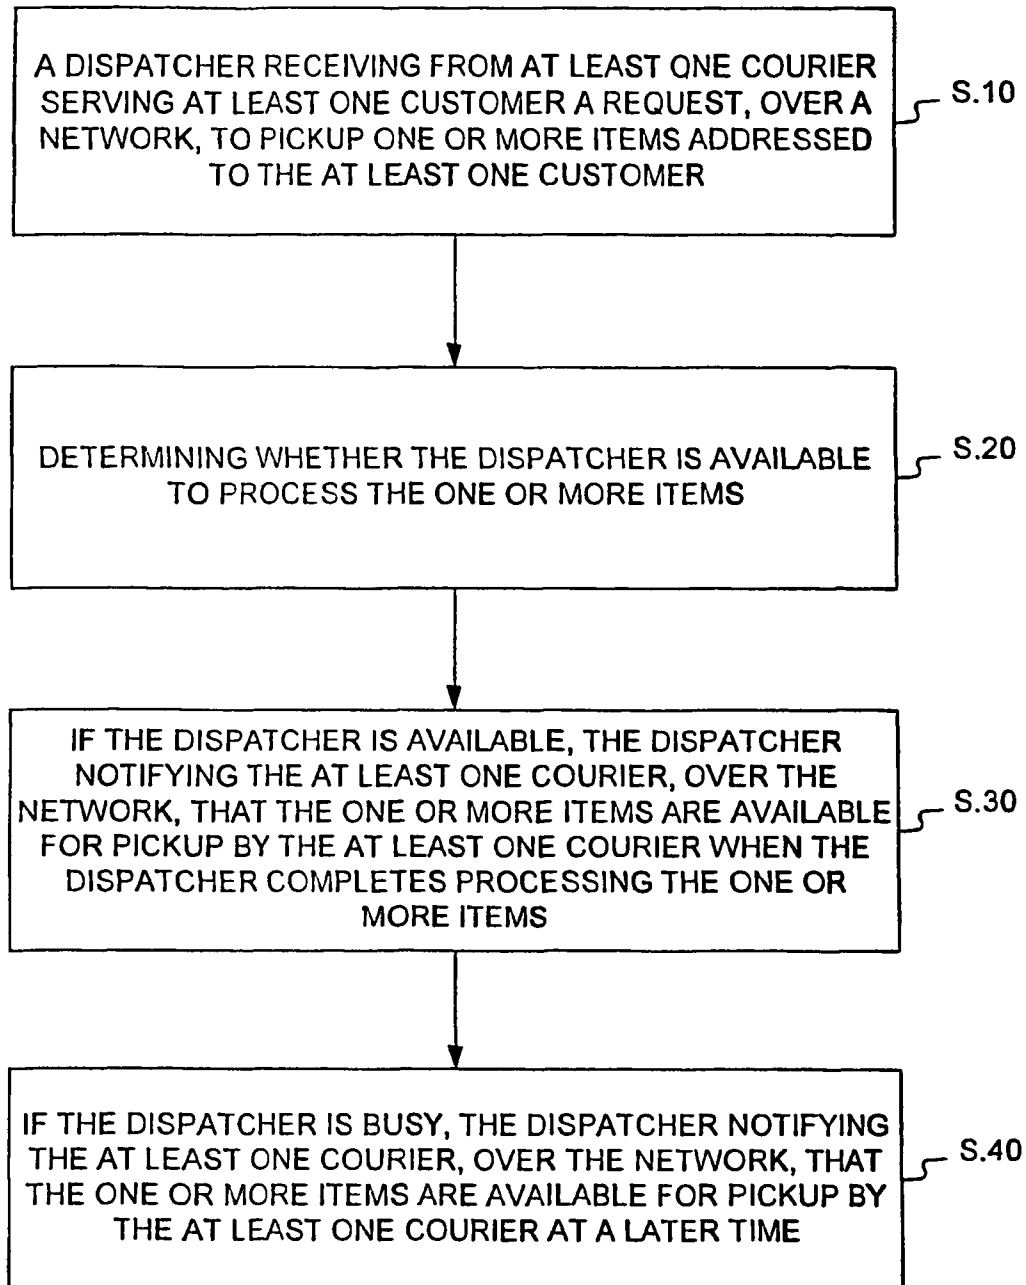 A DISPATCHER RECEIVING FROM AT LEAST ONE COURIER
SERVING AT LEAST ONE CUSTOMER A REQUEST, OVER A
NETWORK, TO PICKUP ONE OR MORE ITEMS ADDRESSED
TO THE AT LEAST ONE CUSTOMER
S.10
DETERMINING WHETHER THE DISPATCHER IS AVAILABLE
TO PROCESS THE ONE OR MORE ITEMS
S.20
IF THE DISPATCHER IS AVAILABLE, THE DISPATCHER
NOTIFYING THE AT LEAST ONE COURIER, OVER THE
NETWORK, THAT THE ONE OR MORE ITEMS ARE AVAILABLE
FOR PICKUP BY THE AT LEAST ONE COURIER WHEN THE
DISPATCHER COMPLETES PROCESSING THE ONE OR
MORE ITEMS
S.30
IF THE DISPATCHER IS BUSY, THE DISPATCHER NOTIFYING
THE AT LEAST ONE COURIER, OVER THE NETWORK, THAT
THE ONE OR MORE ITEMS ARE AVAILABLE FOR PICKUP BY
THE AT LEAST ONE COURIER AT A LATER TIME
S.40